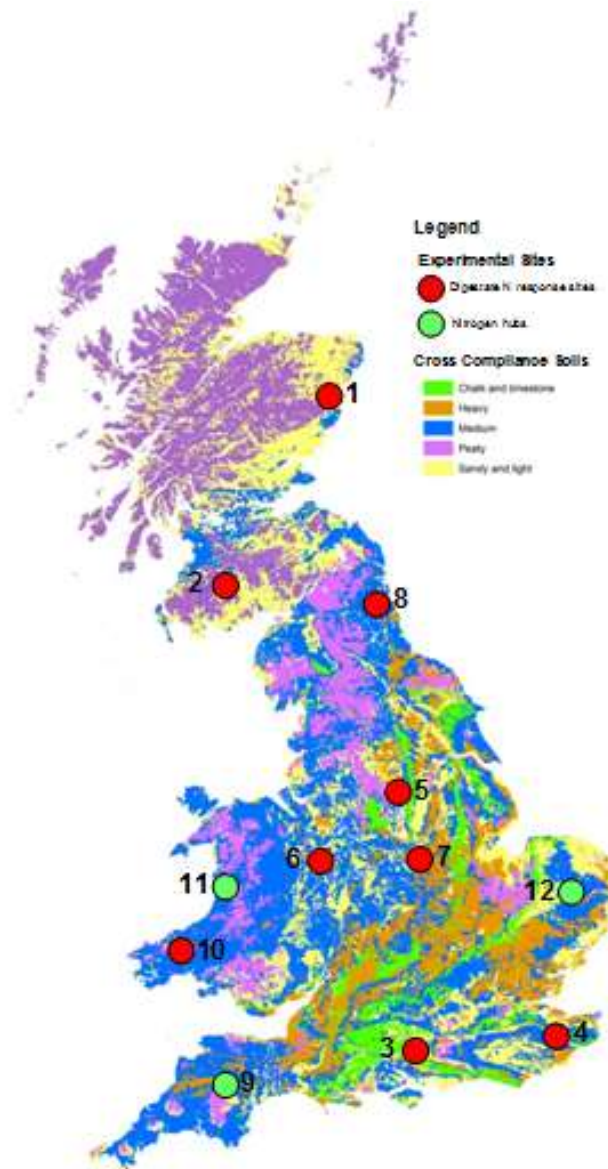 Legend
Experimental Sites
Digestate N response sites
Nitrogen hubs
Cross Compliance Soils
Chalk and limestone
Heavy
Medium
Peaty
Sandy and light
1
2
8
5
6
7
11
12
10
3
4
9